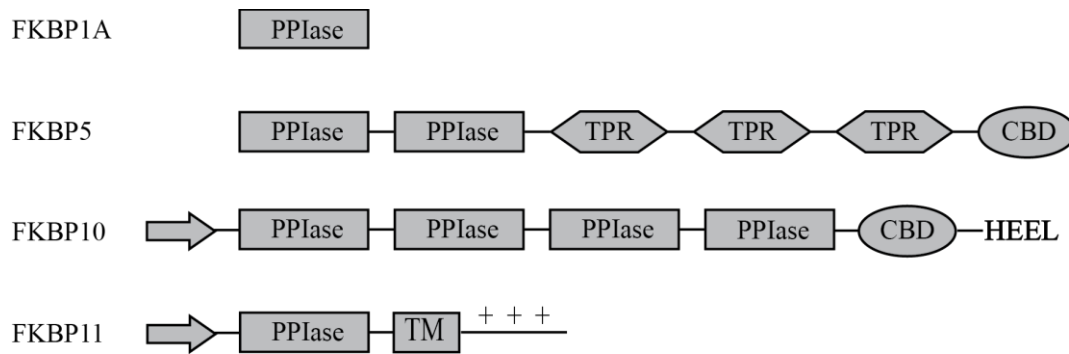 FKBP1A PPIase
FKBP5 PPIase PPIase TPR TPR TPR CBD
FKBP10 PPIase PPIase PPIase PPIase CBD HEEL
FKBP11 PPIase TM + + +